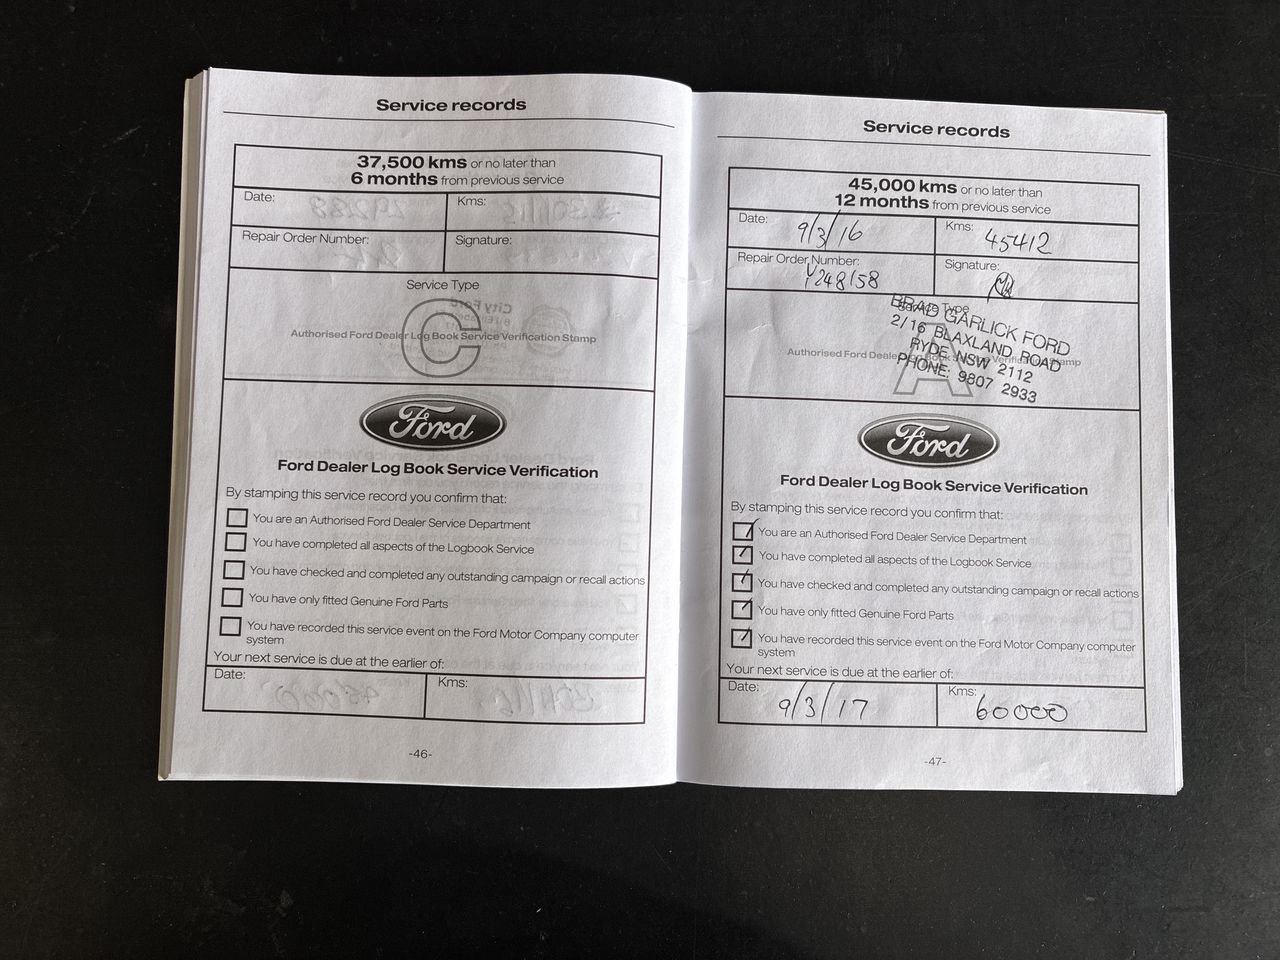 Service records
37,500 kms or no later than
6 months from previous service
Date:
Kms:
Repair Order Number:
Signature:
Service Type
C
Authorised Ford Dealer Log Book Service Verification Stamp
Ford
Ford Dealer Log Book Service Verification
By stamping this service record you confirm that:
You are an Authorised Ford Dealer Service Department
You have completed all aspects of the Logbook Service
You have checked and completed any outstanding campaign or recall actions
You have only fitted Genuine Ford Parts
You have recorded this service event on the Ford Motor Company computer
system
Your next service is due at the earlier of:
Date:
Kms:
-46-
Service records
45,000 kms or no later than
12 months from previous service
Date: 9/3/16
Kms: 45412
Repair Order Number: Y248158
Signature:
Service Type
A
Authorised Ford Dealer Log Book Service Verification Stamp
BRAD GARLICK FORD
2/16 BLAXLAND ROAD
RYDE NSW 2112
PHONE: 9807 2933
Ford
Ford Dealer Log Book Service Verification
By stamping this service record you confirm that:
You are an Authorised Ford Dealer Service Department
You have completed all aspects of the Logbook Service
You have checked and completed any outstanding campaign or recall actions
You have only fitted Genuine Ford Parts
You have recorded this service event on the Ford Motor Company computer
system
Your next service is due at the earlier of:
Date: 9/3/17
Kms: 60000
-47-